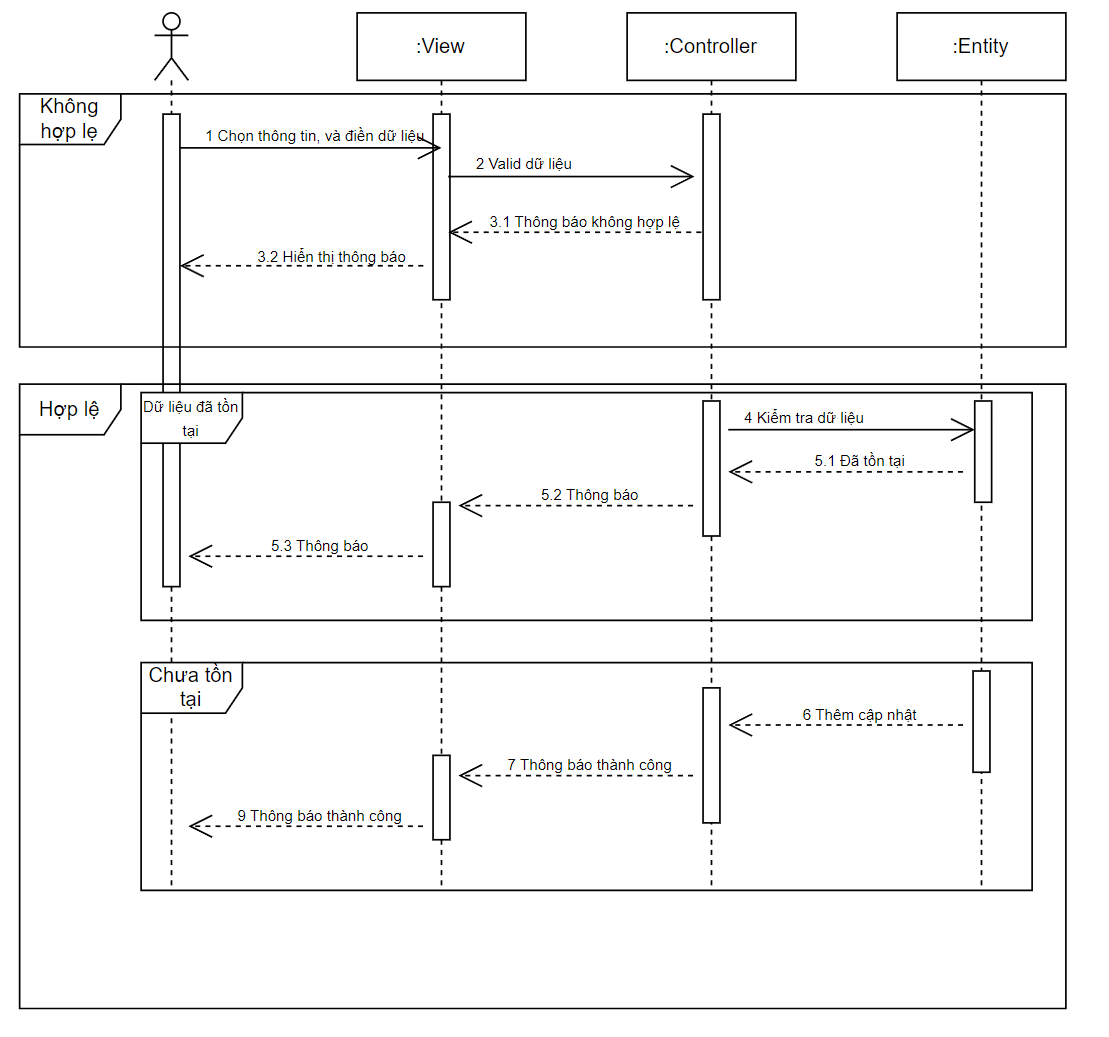 :View
:Controller
:Entity
Không
hợp lẹ
1 Chọn thông tin, và điền dữ liệu
2 Valid dữ liệu
3.1 Thông báo không hợp lê
3.2 Hiển thị thông báo
Hợp lệ
Dữ liệu đã tồn
tại
4 Kiểm tra dữ liệu
5.1 Đã tồn tại
5.2 Thông báo
5.3 Thông báo
Chưa tồn
tại
6 Thêm cập nhật
7 Thông báo thành công
9 Thông báo thành công